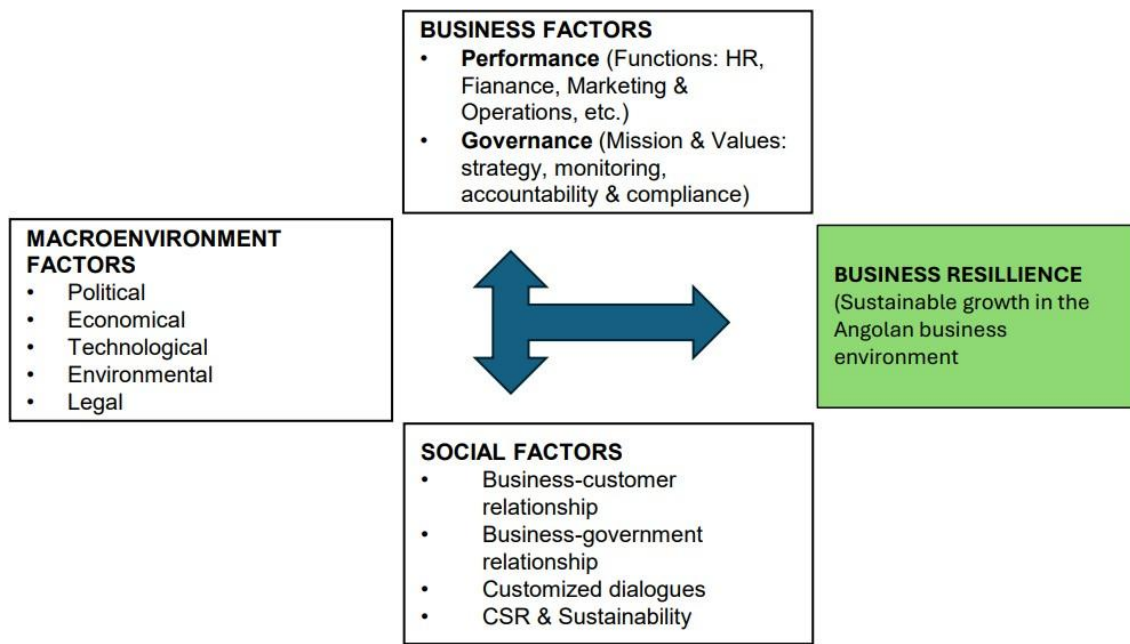 BUSINESS FACTORS
• Performance (Functions: HR,
Fianance, Marketing &
Operations, etc.)
• Governance (Mission & Values:
strategy, monitoring,
accountability & compliance)
MACROENVIRONMENT
FACTORS
• Political
• Economical
• Technological
• Environmental
• Legal
BUSINESS RESILLIENCE
(Sustainable growth in the
Angolan business
environment
SOCIAL FACTORS
• Business-customer
relationship
• Business-government
relationship
• Customized dialogues
• CSR & Sustainability